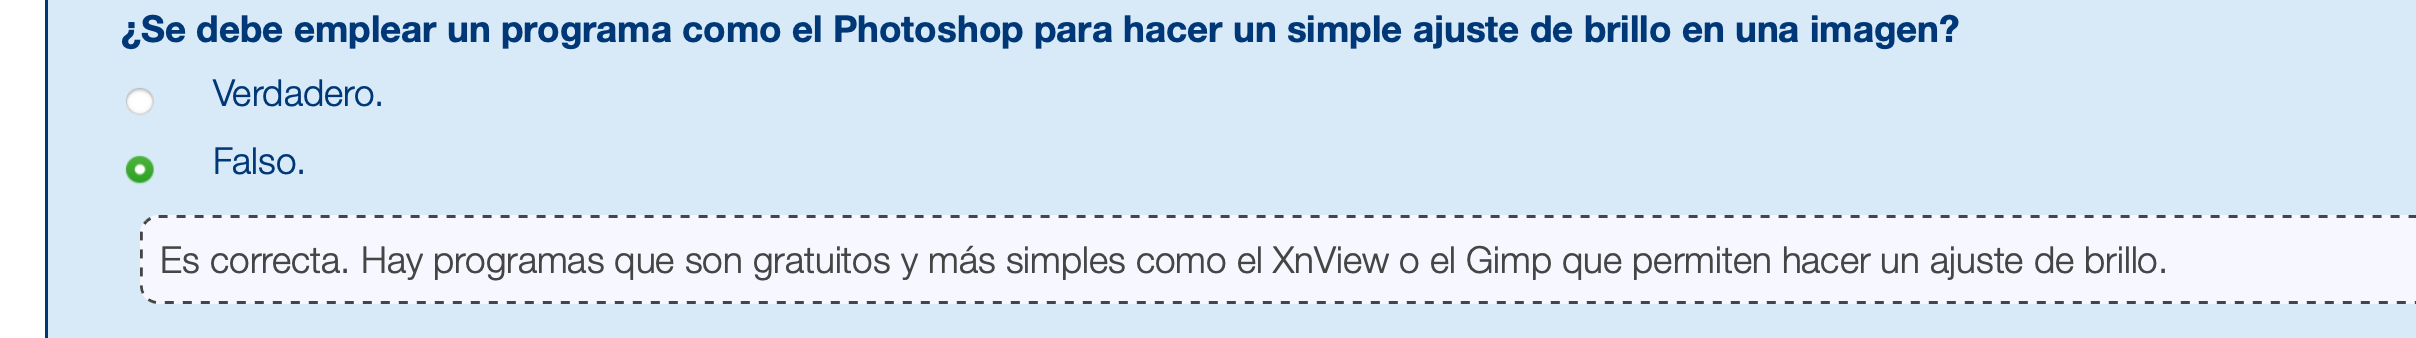 ¿Se debe emplear un programa como el Photoshop para hacer un simple ajuste de brillo en una imagen?
Verdadero.
Falso.
Es correcta. Hay programas que son gratuitos y más simples como el XnView o el Gimp que permiten hacer un ajuste de brillo.